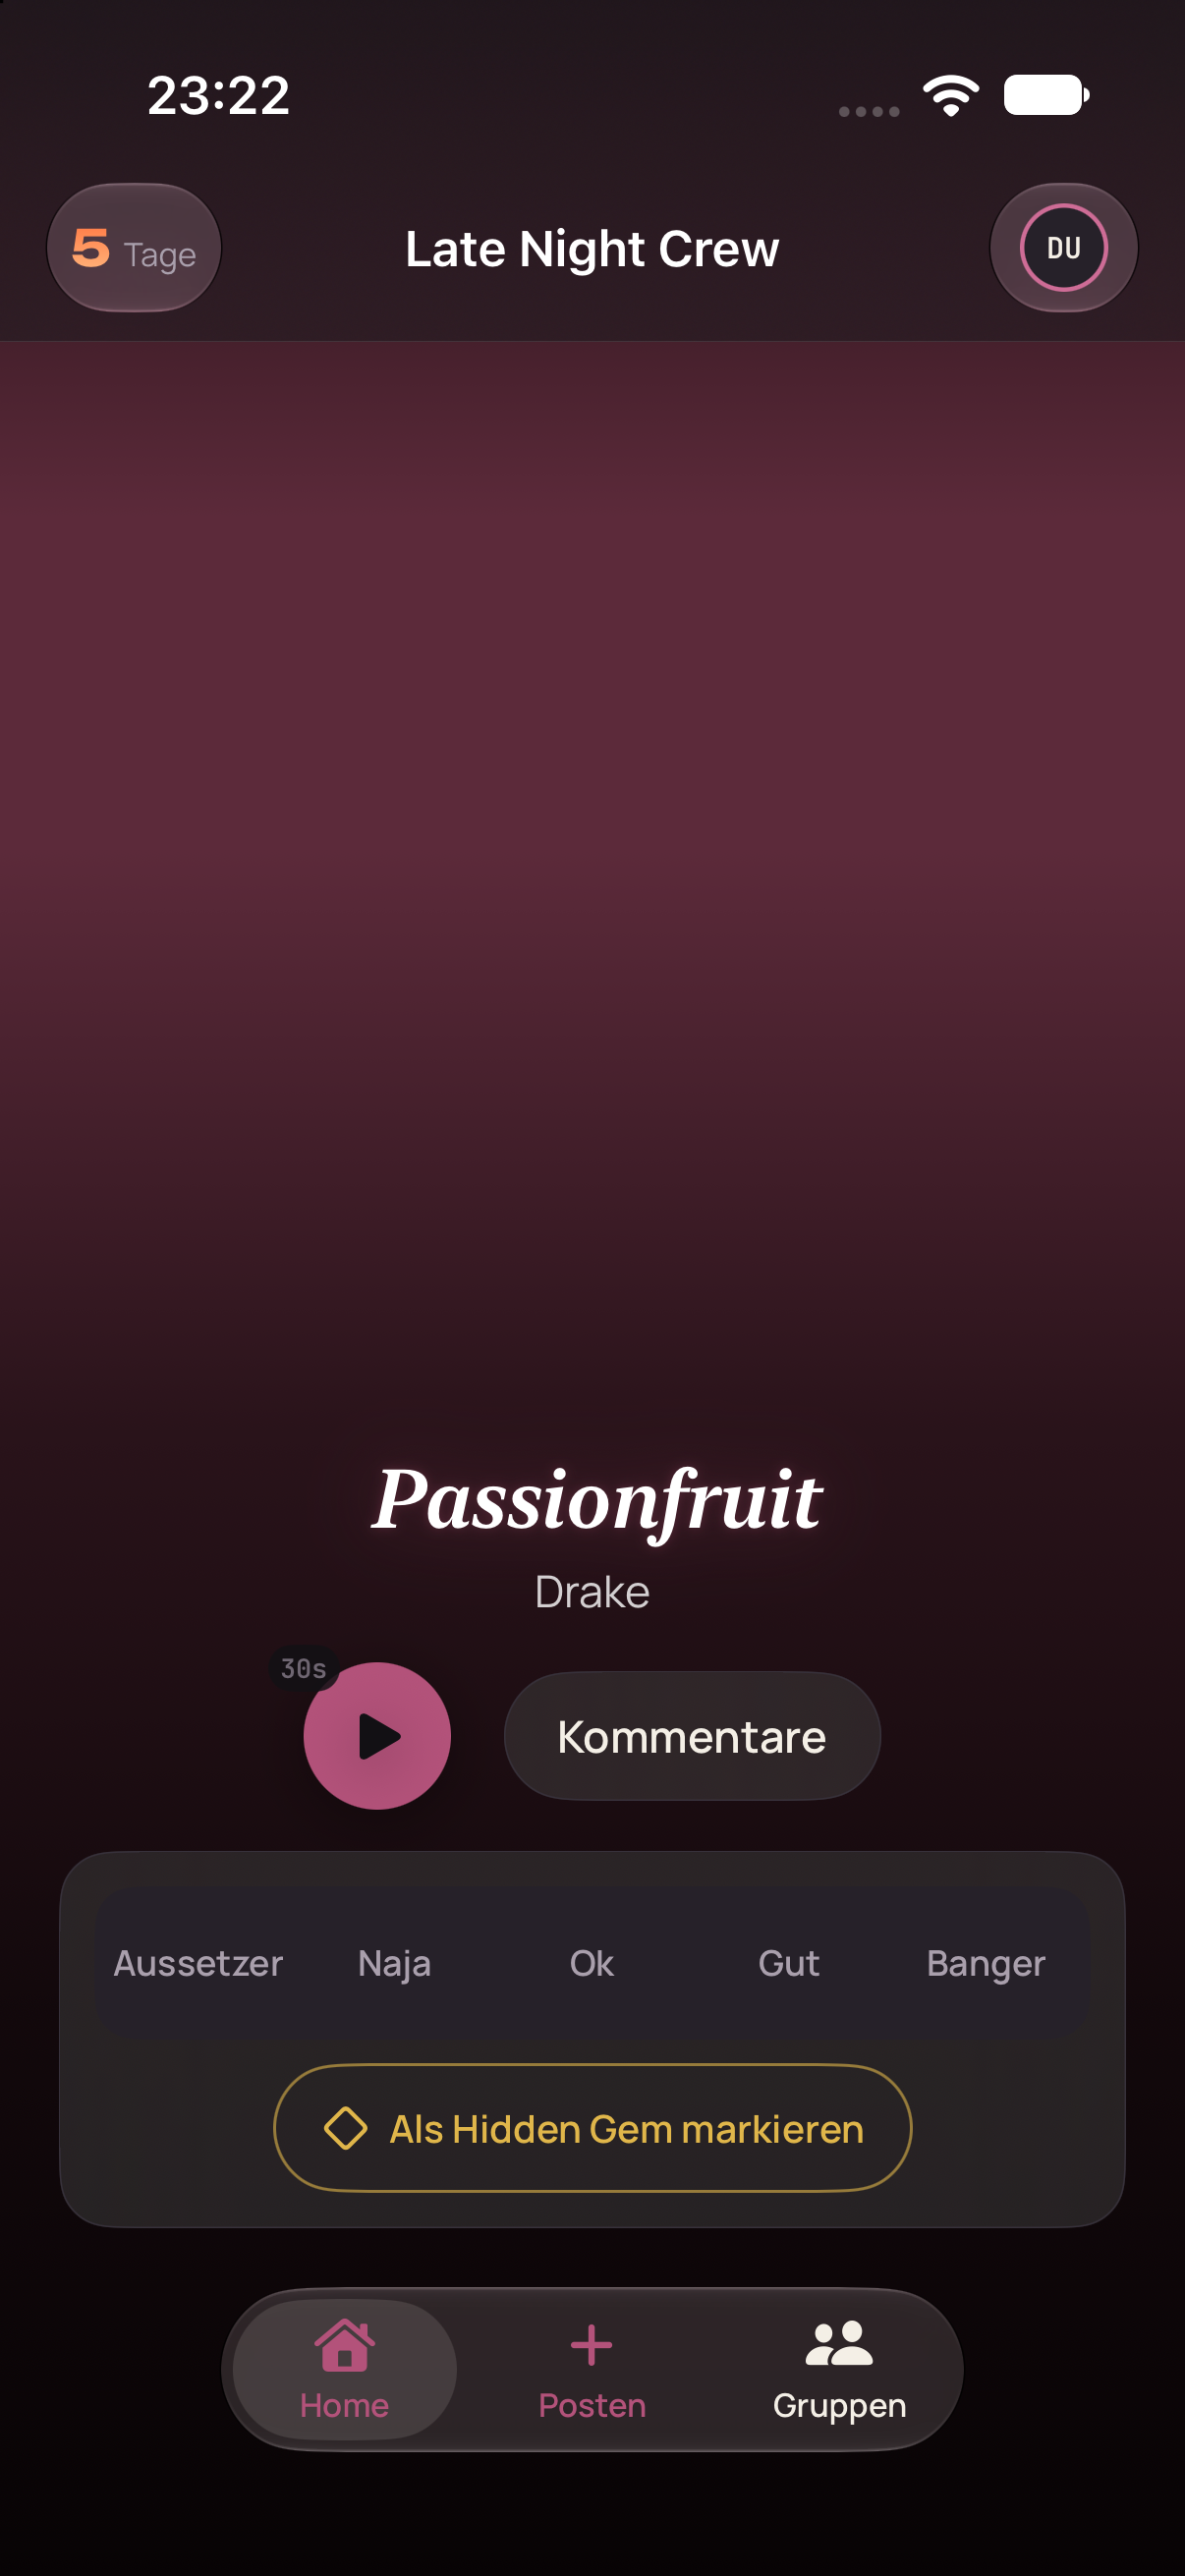 23:22
5 Tage
Late Night Crew
DU
Passionfruit
Drake
30s
Kommentare
Aussetzer Naja Ok Gut Banger
Als Hidden Gem markieren
Home Posten Gruppen